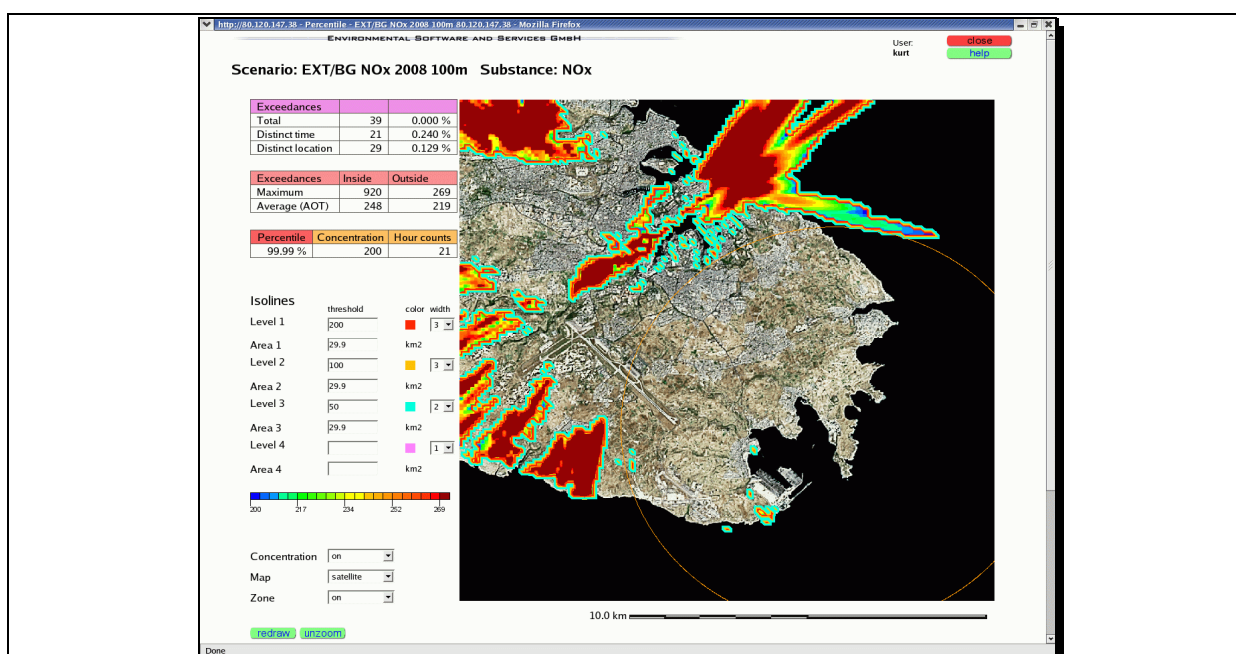 http://80.120.147.38 - Percentile - EXT/BG NOx 2008 100m 80.120.147.38 - Mozilla Firefox
ENVIRONMENTAL SOFTWARE AND SERVICES GMBH
User: close
kurt help
Scenario: EXT/BG NOx 2008 100m Substance: NOx
Exceedances
Total 39 0.000 %
Distinct time 21 0.240 %
Distinct location 29 0.129 %
Exceedances Inside Outside
Maximum 920 269
Average (AOT) 248 219
Percentile Concentration Hour counts
99.99 % 200 21
Isolines
threshold color width
Level 1 200 3
Area 1 29.9 km2
Level 2 100 3
Area 2 29.9 km2
Level 3 50 2
Area 3 29.9 km2
Level 4 1
Area 4 km2
200 217 234 252 269
Concentration on
Map satellite
Zone on
10.0 km
redraw unzoom
Done